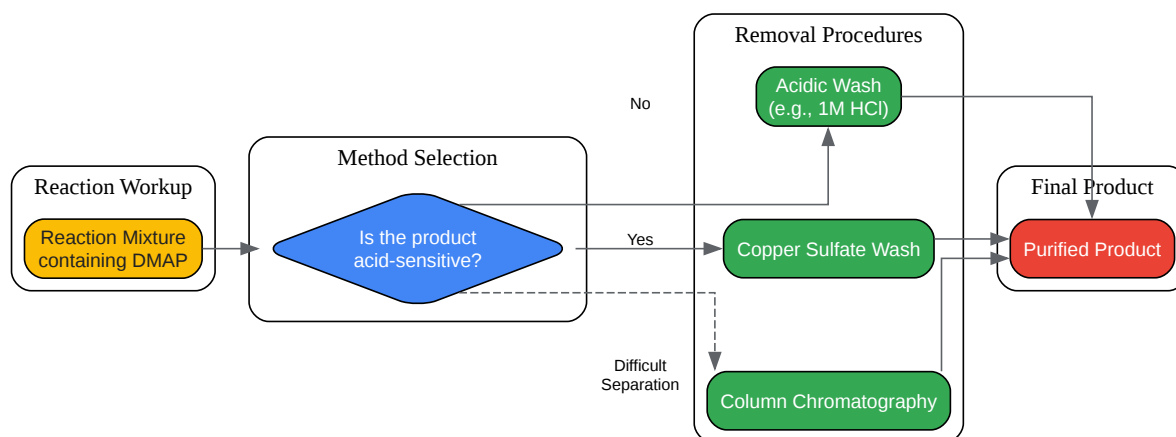 Reaction Workup
Reaction Mixture
containing DMAP
Method Selection
Is the product
acid-sensitive?
No
Yes
Difficult
Separation
Removal Procedures
Acidic Wash
(e.g., 1M HCl)
Copper Sulfate Wash
Column Chromatography
Final Product
Purified Product